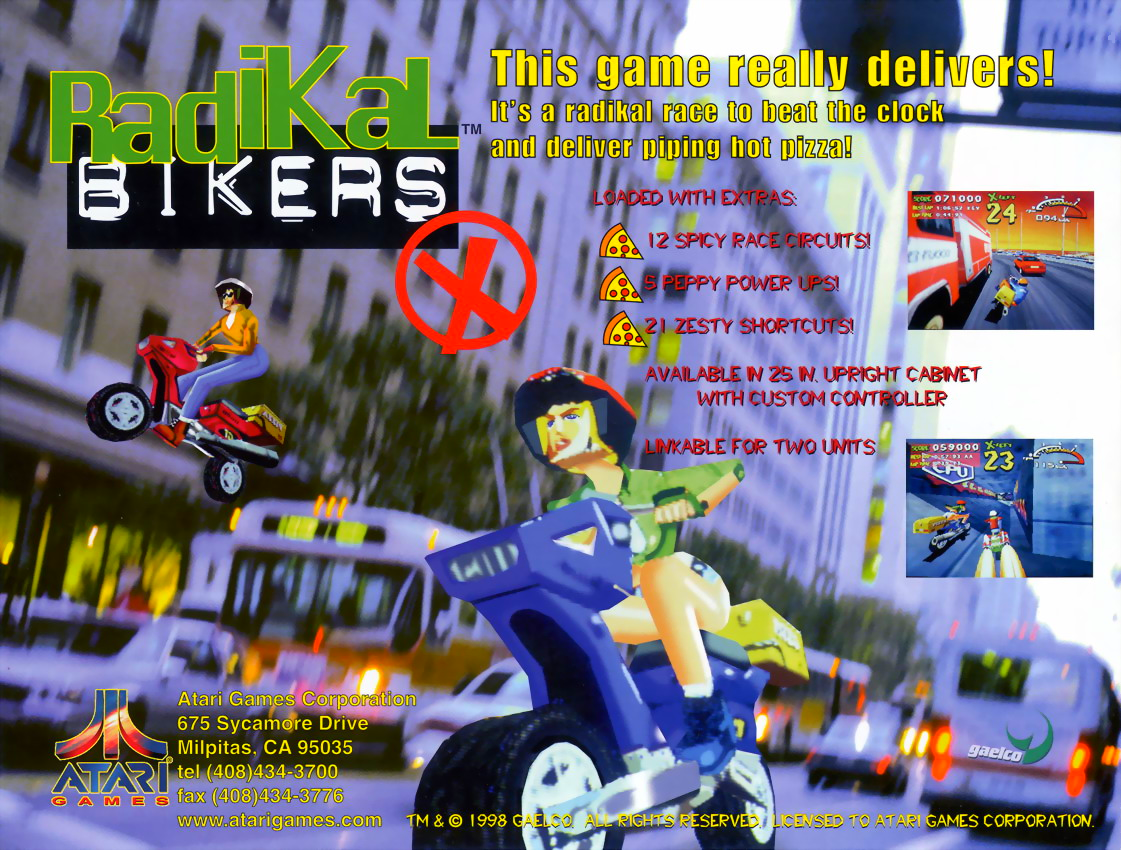 RadiKaL™
BIKERS
X
This game really delivers!
It's a radikal race to beat the clock
and deliver piping hot pizza!
LOADED WITH EXTRAS:
12 SPICY RACE CIRCUITS!
5 PEPPY POWER UPS!
21 ZESTY SHORTCUTS!
AVAILABLE IN 25 IN. UPRIGHT CABINET
WITH CUSTOM CONTROLLER
LINKABLE FOR TWO UNITS
SCORE 071000
24
094
SCORE 059000
23
CPU
115
ATARI®
GAMES
Atari Games Corporation
675 Sycamore Drive
Milpitas, CA 95035
tel (408)434-3700
fax (408)434-3776
www.atarigames.com
gaelco
TM & © 1998 GAELCO. ALL RIGHTS RESERVED. LICENSED TO ATARI GAMES CORPORATION.